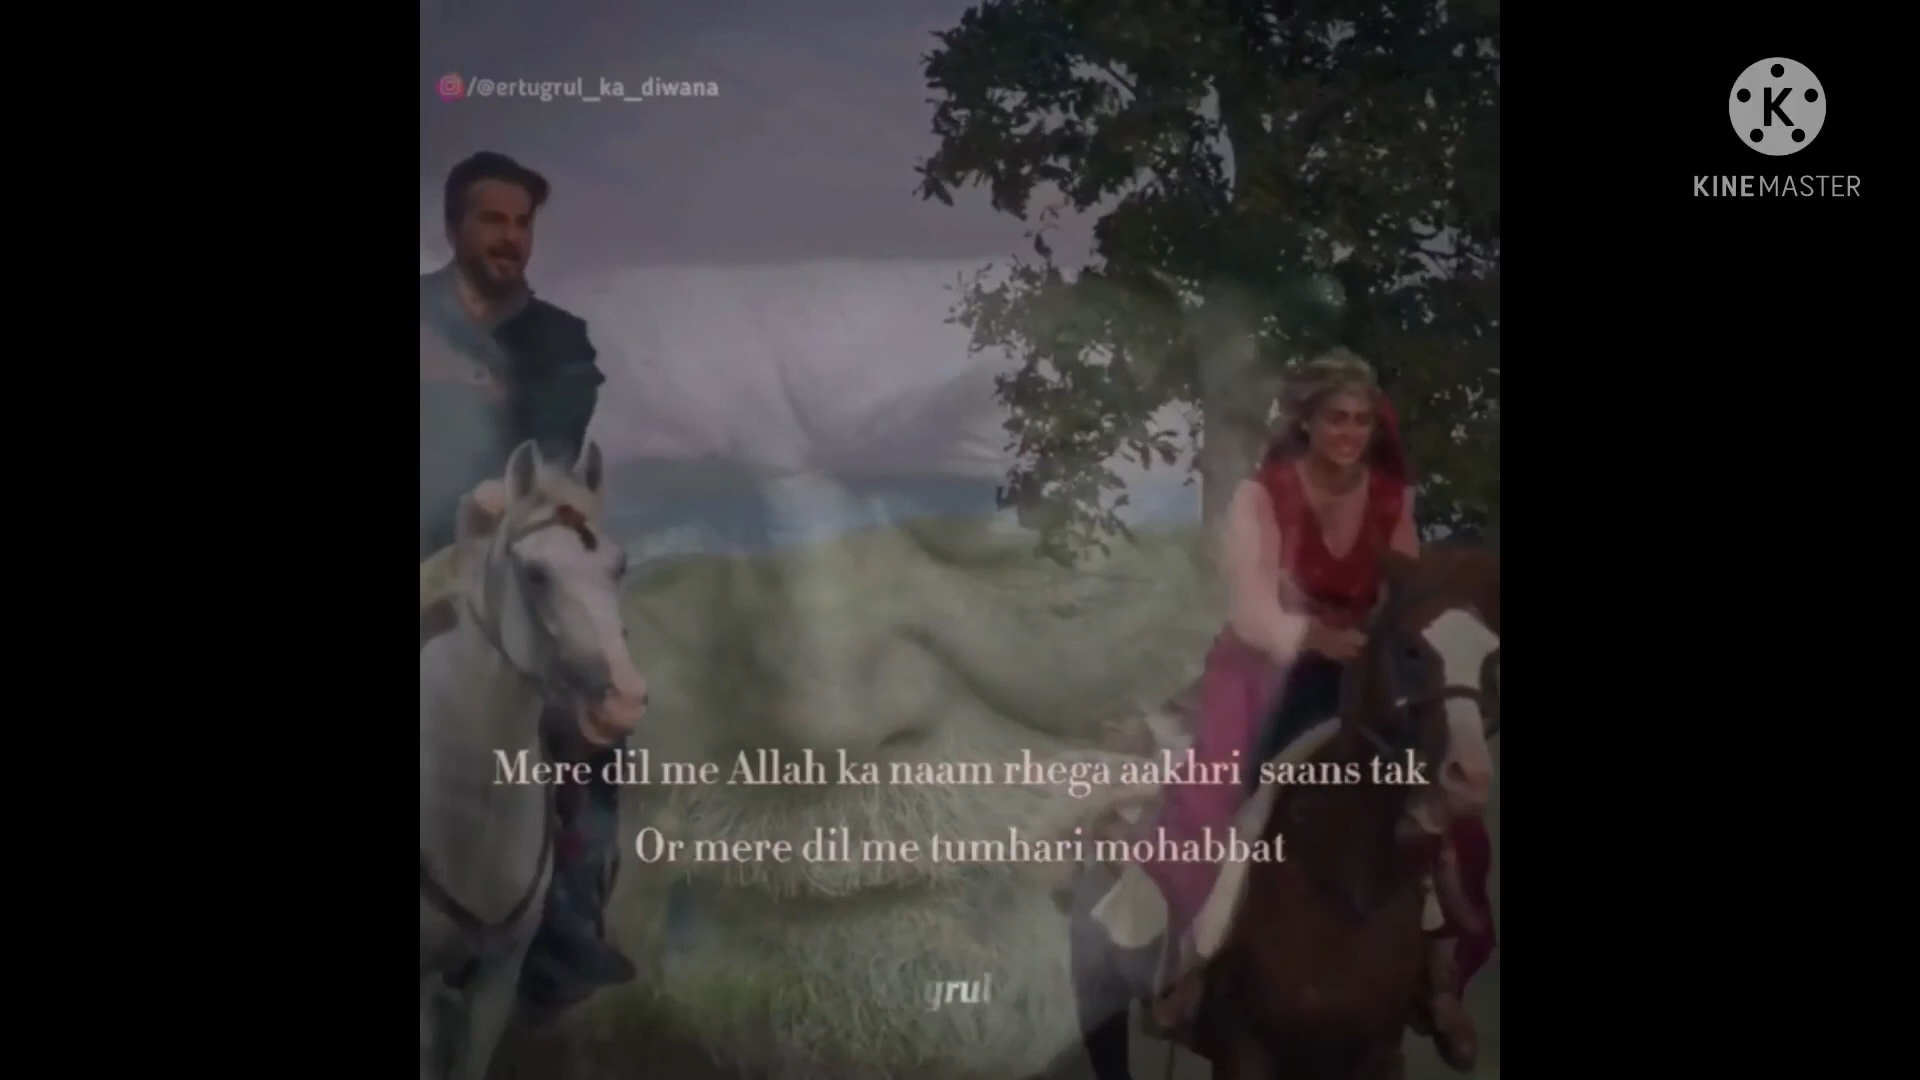 /@ertugrul_ka_diwana
K
KINEMASTER
Mere dil me Allah ka naam rhega aakhri saans tak
Or mere dil me tumhari mohabbat
grul